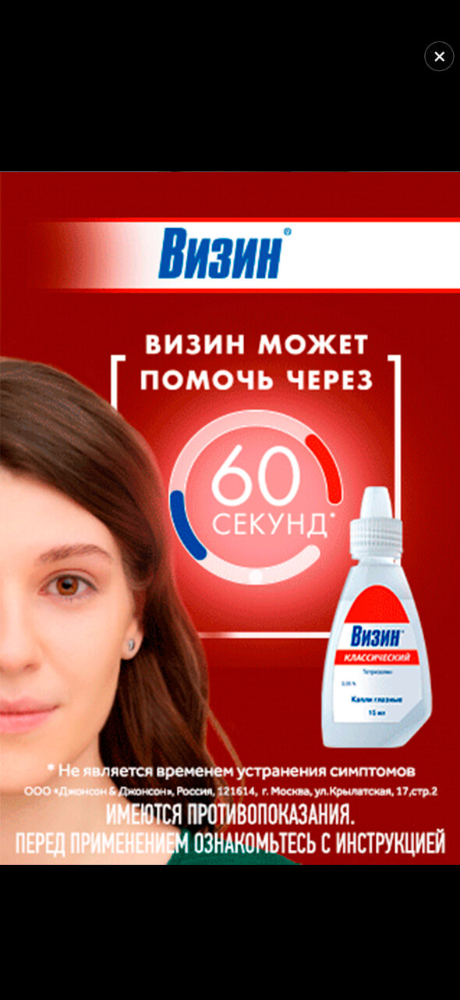 Визин®
ВИЗИН МОЖЕТ
ПОМОЧЬ ЧЕРЕЗ
60
СЕКУНД*
Визин®
КЛАССИЧЕСКИЙ
Тетризолин
0,05 %
Капли глазные
15 мл
* Не является временем устранения симптомов
ООО «Джонсон & Джонсон», Россия, 121614, г. Москва, ул.Крылатская, 17,стр.2
ИМЕЮТСЯ ПРОТИВОПОКАЗАНИЯ.
ПЕРЕД ПРИМЕНЕНИЕМ ОЗНАКОМЬТЕСЬ С ИНСТРУКЦИЕЙ